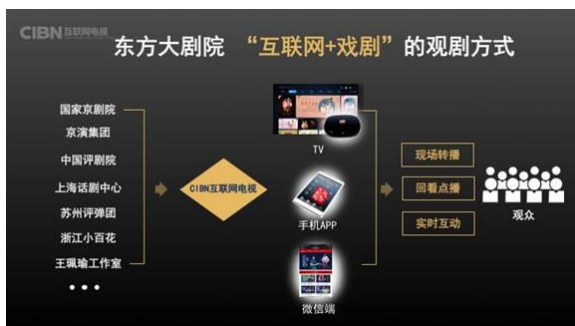 CIBN互联网电视
东方大剧院 “互联网+戏剧”的观剧方式
国家京剧院
京演集团
中国评剧院
上海话剧中心
苏州评弹团
浙江小百花
王珮瑜工作室
•••
CIBN互联网电视
TV
手机APP
微信端
现场转播
回看点播
实时互动
观众